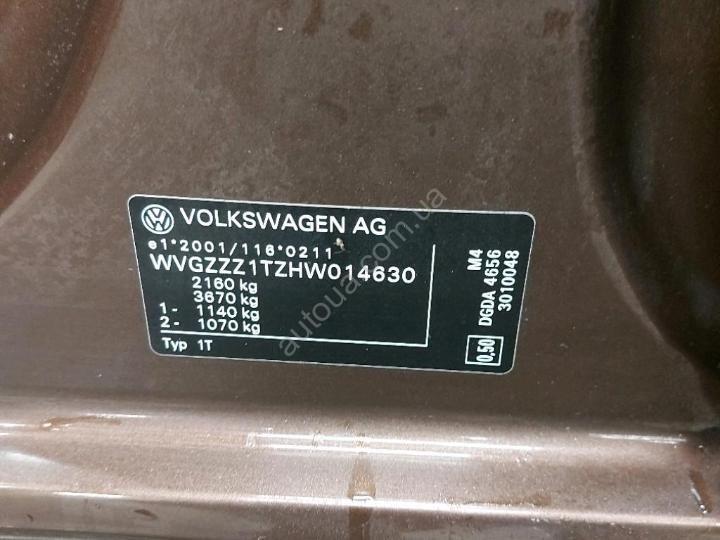 VOLKSWAGEN AG
e1*2001/116*0211
WVGZZZ1TZHW014630
2160 kg
3670 kg
1- 1140 kg
2- 1070 kg
Typ 1T
M4
DGDA 4656
3010048
0,50
autoua.com.ua